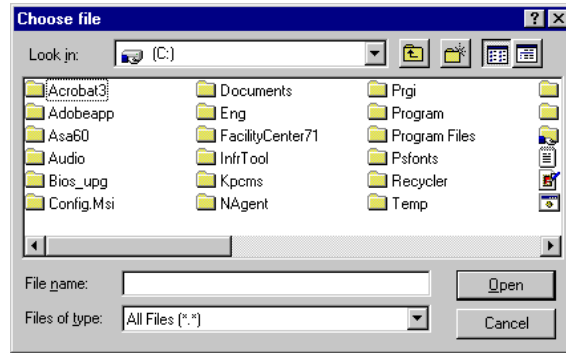 Choose file
Look in: (C:)
Acrobat3 Documents Prgi
Adobeapp Eng Program
Asa60 FacilityCenter71 Program Files
Audio InfrTool Psfonts
Bios_upg Kpcms Recycler
Config.Msi NAgent Temp
File name: Open
Files of type: All Files (*.*) Cancel